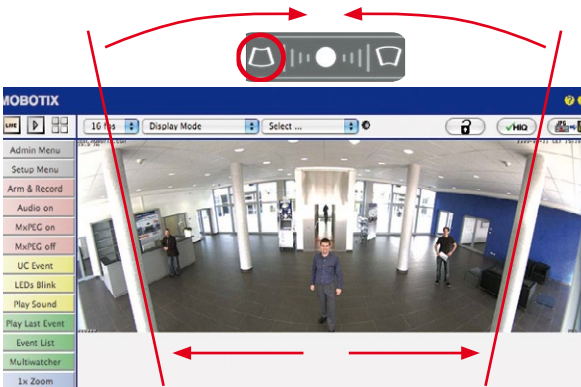 MOBOTIX
LIVE
16 fps
Display Mode
Select ...
HiQ
JPG
Admin Menu
Setup Menu
Arm & Record
Audio on
MxPEG on
MxPEG off
UC Event
LEDs Blink
Play Sound
Play Last Event
Event List
Multiwatcher
1x Zoom